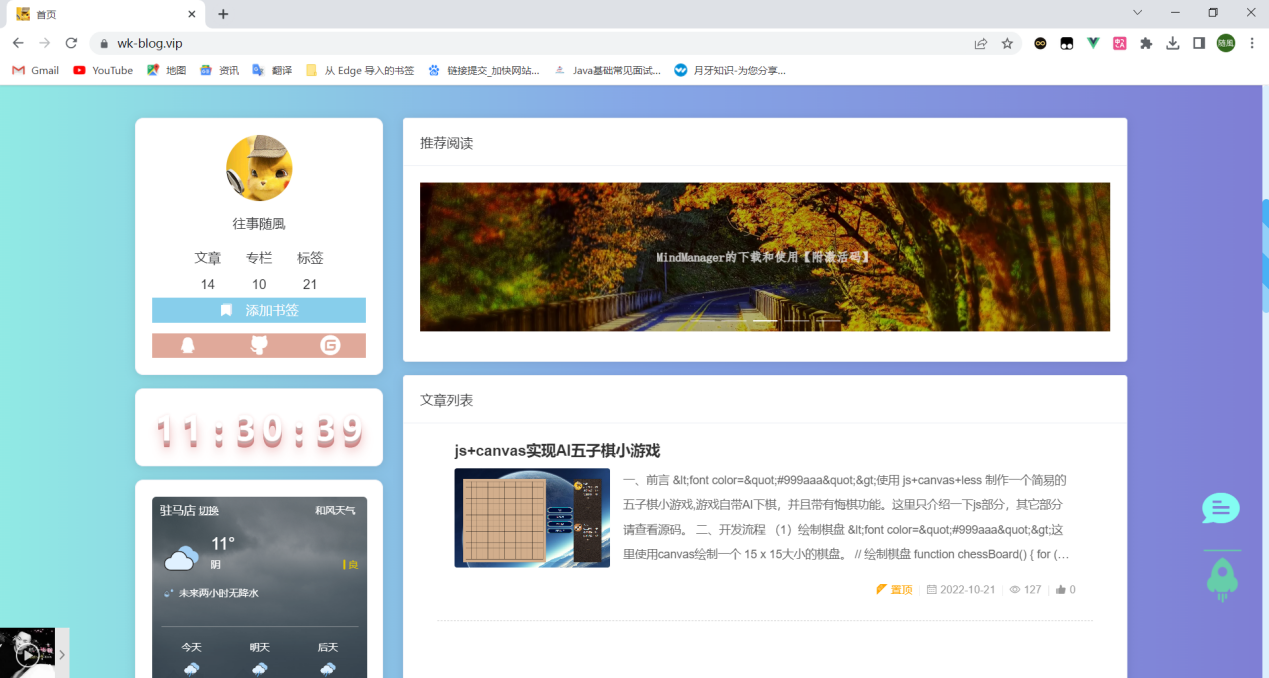 首页
wk-blog.vip
随風
Gmail
YouTube
地图
资讯
翻译
从 Edge 导入的书签
链接提交_加快网站...
Java基础常见面试...
月牙知识-为您分享...
往事随風
文章 专栏 标签
14 10 21
添加书签
11:30:39
驻马店 切换 和风天气
11°
阴 良
未来两小时无降水
今天 明天 后天
推荐阅读
MindManager的下载和使用【附激活码】
文章列表
js+canvas实现AI五子棋小游戏
一、前言 &lt;font color=&quot;#999aaa&quot;&gt;使用 js+canvas+less 制作一个简易的
五子棋小游戏,游戏自带AI下棋，并且带有悔棋功能。这里只介绍一下js部分，其它部分
请查看源码。 二、开发流程 （1）绘制棋盘 &lt;font color=&quot;#999aaa&quot;&gt;这
里使用canvas绘制一个 15 x 15大小的棋盘。 // 绘制棋盘 function chessBoard() { for (...
置顶 2022-10-21 127 0